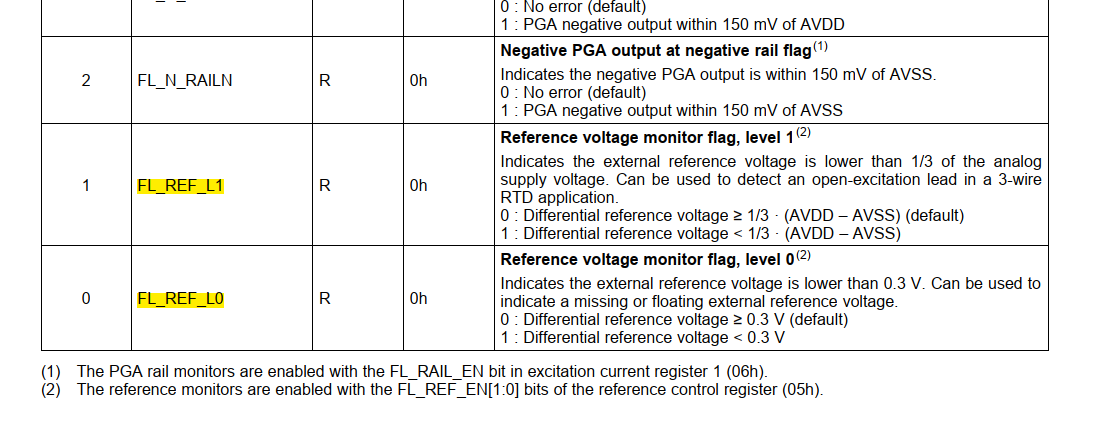 0 : No error (default)
1 : PGA negative output within 150 mV of AVDD
2 FL_N_RAILN R 0h
Negative PGA output at negative rail flag(1)
Indicates the negative PGA output is within 150 mV of AVSS.
0 : No error (default)
1 : PGA negative output within 150 mV of AVSS
1 FL_REF_L1 R 0h
Reference voltage monitor flag, level 1(2)
Indicates the external reference voltage is lower than 1/3 of the analog
supply voltage. Can be used to detect an open-excitation lead in a 3-wire
RTD application.
0 : Differential reference voltage ≥ 1/3 · (AVDD – AVSS) (default)
1 : Differential reference voltage < 1/3 · (AVDD – AVSS)
0 FL_REF_L0 R 0h
Reference voltage monitor flag, level 0(2)
Indicates the external reference voltage is lower than 0.3 V. Can be used to
indicate a missing or floating external reference voltage.
0 : Differential reference voltage ≥ 0.3 V (default)
1 : Differential reference voltage < 0.3 V
(1) The PGA rail monitors are enabled with the FL_RAIL_EN bit in excitation current register 1 (06h).
(2) The reference monitors are enabled with the FL_REF_EN[1:0] bits of the reference control register (05h).